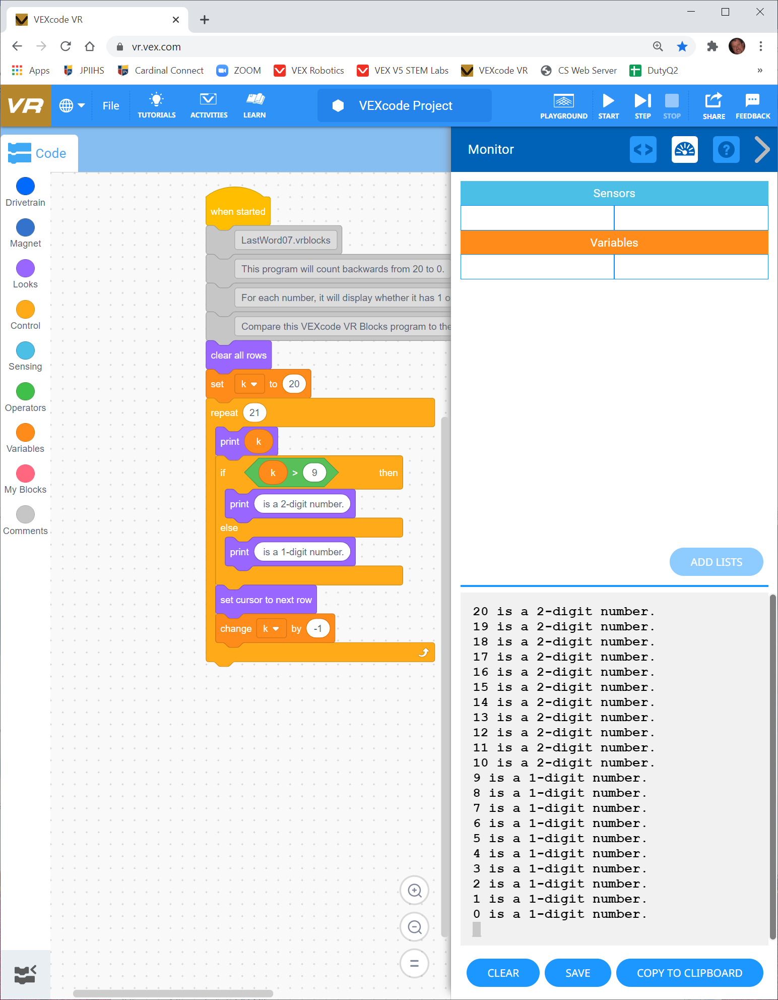 VEXcode VR
vr.vex.com
Apps JPIIHS Cardinal Connect ZOOM VEX Robotics VEX V5 STEM Labs VEXcode VR CS Web Server DutyQ2 »
VR File TUTORIALS ACTIVITIES LEARN VEXcode Project PLAYGROUND START STEP STOP SHARE FEEDBACK
Code
Drivetrain
Magnet
Looks
Control
Sensing
Operators
Variables
My Blocks
Comments
when started
LastWord07.vrblocks
This program will count backwards from 20 to 0.
For each number, it will display whether it has 1 o
Compare this VEXcode VR Blocks program to the
clear all rows
set k to 20
repeat 21
print k
if k > 9 then
print is a 2-digit number.
else
print is a 1-digit number.
set cursor to next row
change k by -1
Monitor <> ?
Sensors
Variables
ADD LISTS
20 is a 2-digit number.
19 is a 2-digit number.
18 is a 2-digit number.
17 is a 2-digit number.
16 is a 2-digit number.
15 is a 2-digit number.
14 is a 2-digit number.
13 is a 2-digit number.
12 is a 2-digit number.
11 is a 2-digit number.
10 is a 2-digit number.
9 is a 1-digit number.
8 is a 1-digit number.
7 is a 1-digit number.
6 is a 1-digit number.
5 is a 1-digit number.
4 is a 1-digit number.
3 is a 1-digit number.
2 is a 1-digit number.
1 is a 1-digit number.
0 is a 1-digit number.
CLEAR SAVE COPY TO CLIPBOARD